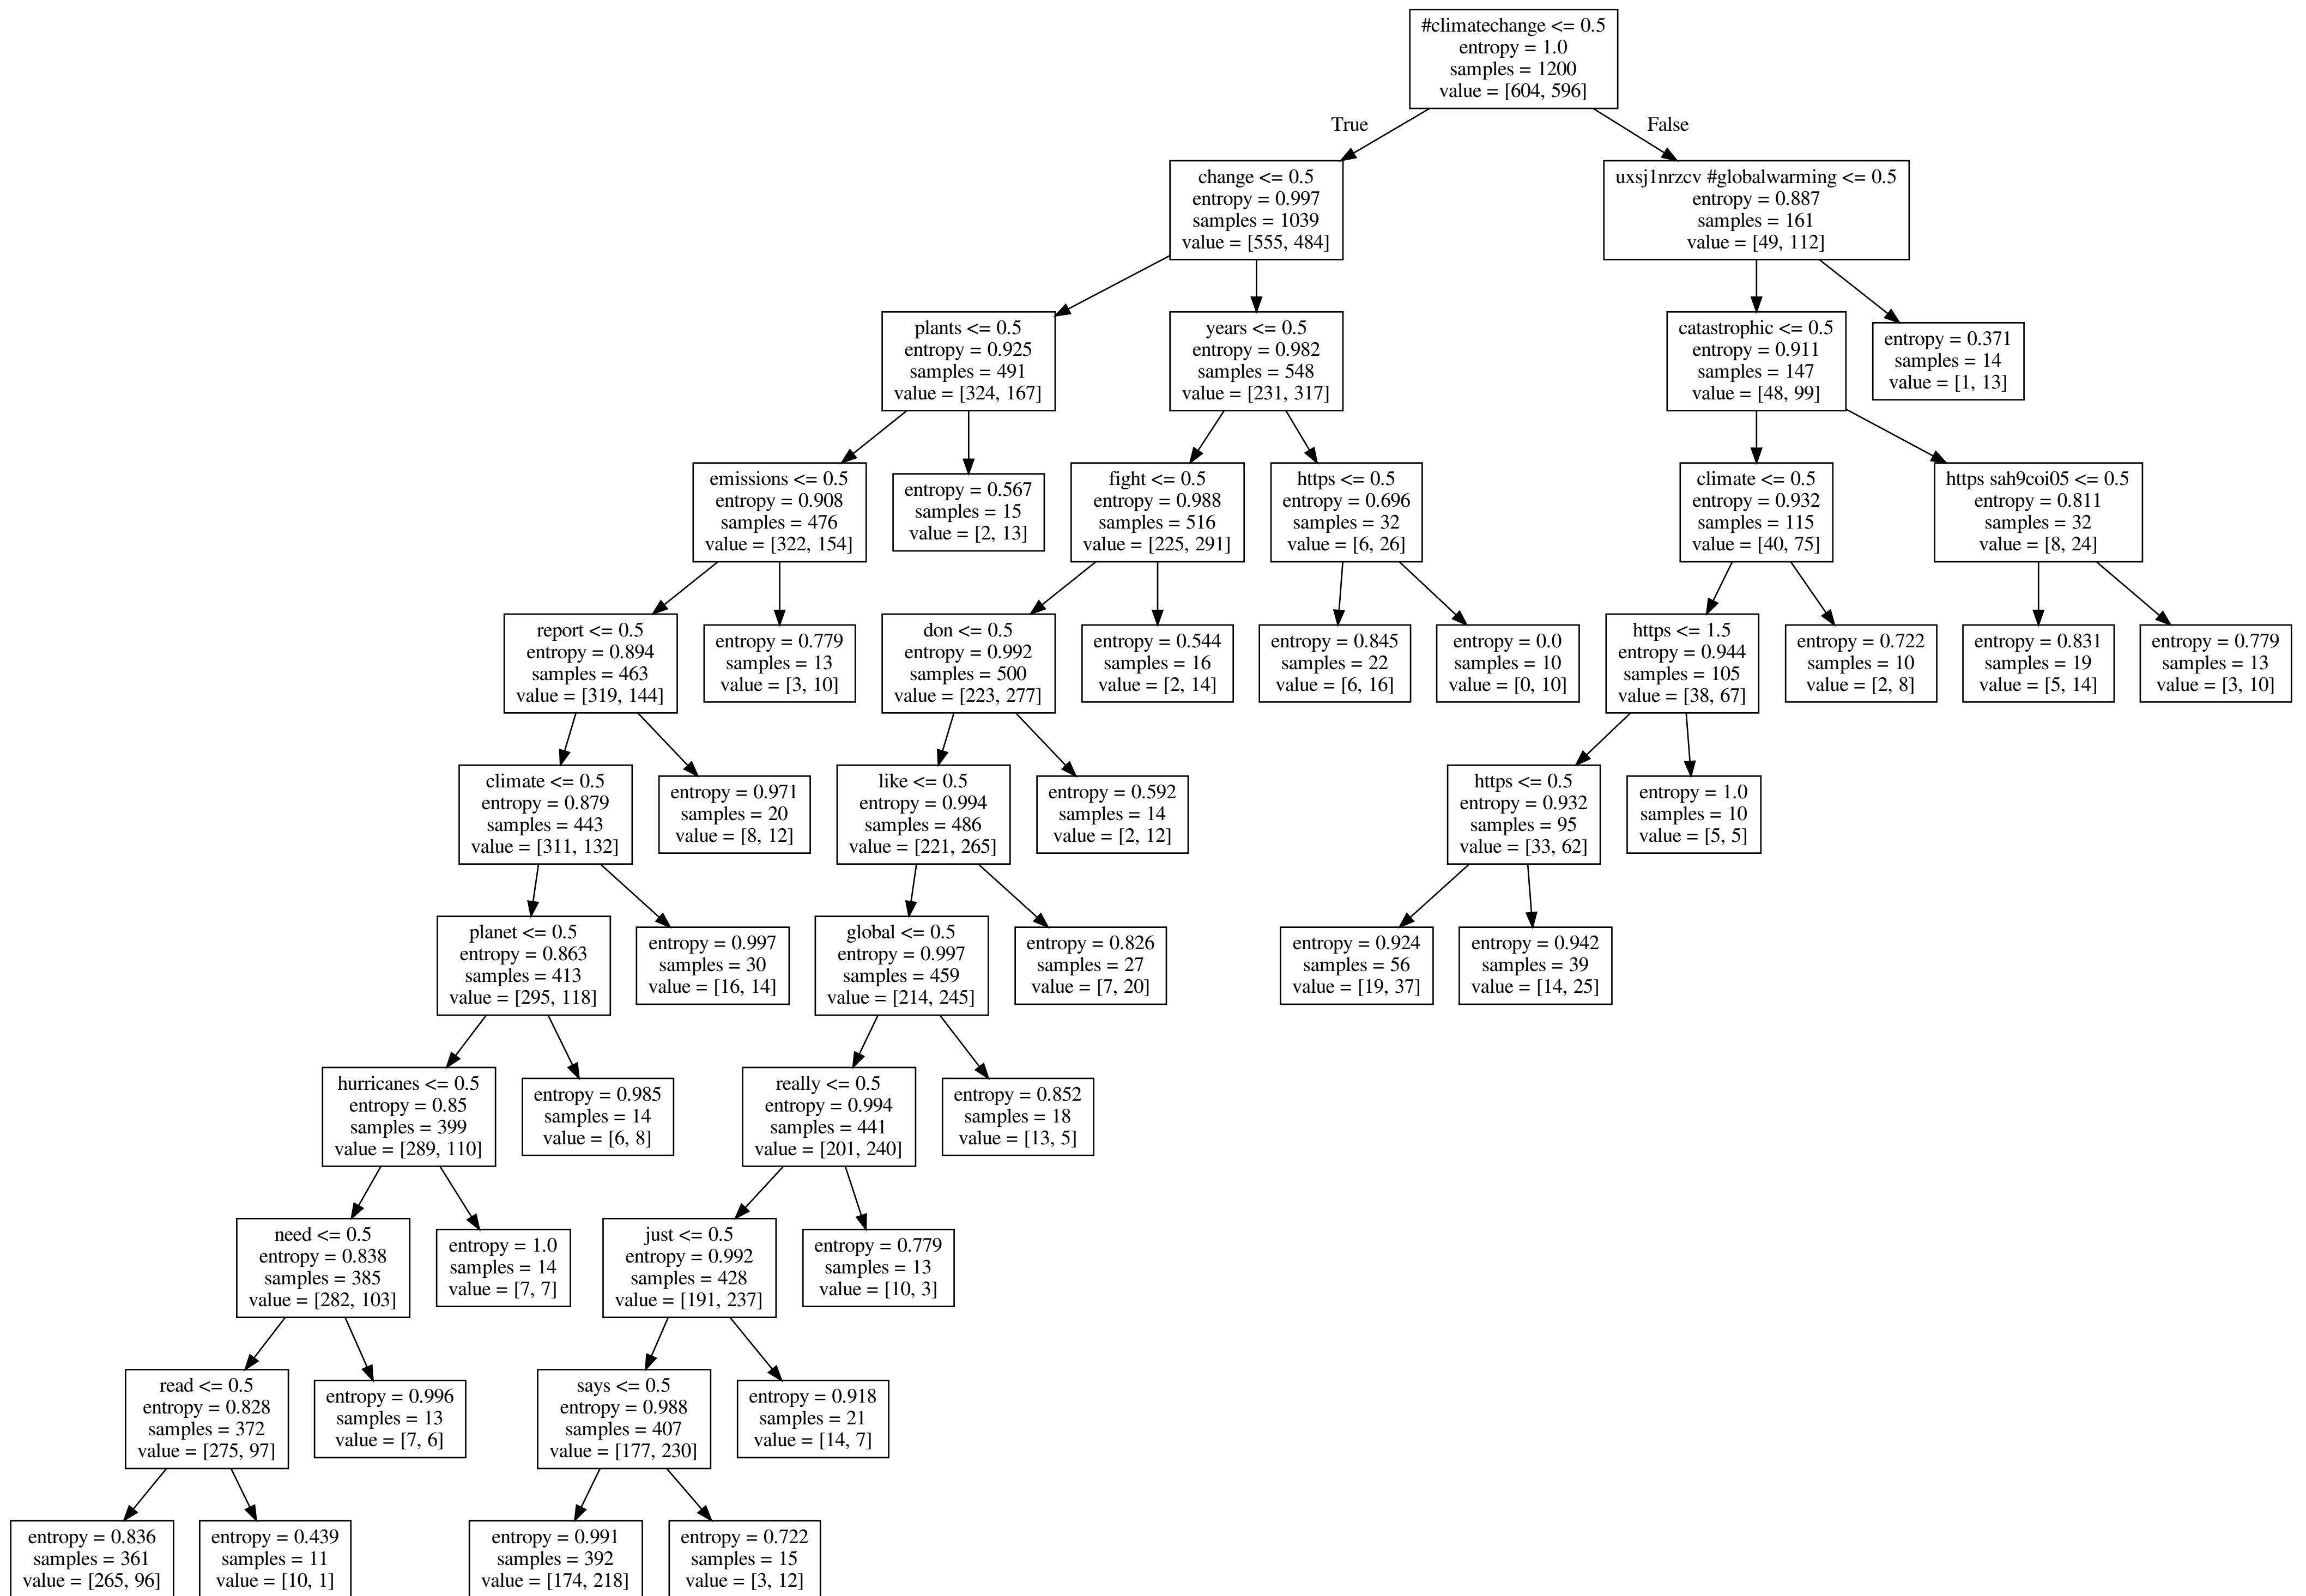 #climatechange <= 0.5
entropy = 1.0
samples = 1200
value = [604, 596]
True
False
change <= 0.5
entropy = 0.997
samples = 1039
value = [555, 484]
uxsj1nrzcv #globalwarming <= 0.5
entropy = 0.887
samples = 161
value = [49, 112]
plants <= 0.5
entropy = 0.925
samples = 491
value = [324, 167]
years <= 0.5
entropy = 0.982
samples = 548
value = [231, 317]
catastrophic <= 0.5
entropy = 0.911
samples = 147
value = [48, 99]
entropy = 0.371
samples = 14
value = [1, 13]
emissions <= 0.5
entropy = 0.908
samples = 476
value = [322, 154]
entropy = 0.567
samples = 15
value = [2, 13]
fight <= 0.5
entropy = 0.988
samples = 516
value = [225, 291]
https <= 0.5
entropy = 0.696
samples = 32
value = [6, 26]
climate <= 0.5
entropy = 0.932
samples = 115
value = [40, 75]
https sah9coi05 <= 0.5
entropy = 0.811
samples = 32
value = [8, 24]
report <= 0.5
entropy = 0.894
samples = 463
value = [319, 144]
entropy = 0.779
samples = 13
value = [3, 10]
don <= 0.5
entropy = 0.992
samples = 500
value = [223, 277]
entropy = 0.544
samples = 16
value = [2, 14]
entropy = 0.845
samples = 22
value = [6, 16]
entropy = 0.0
samples = 10
value = [0, 10]
https <= 1.5
entropy = 0.944
samples = 105
value = [38, 67]
entropy = 0.722
samples = 10
value = [2, 8]
entropy = 0.831
samples = 19
value = [5, 14]
entropy = 0.779
samples = 13
value = [3, 10]
climate <= 0.5
entropy = 0.879
samples = 443
value = [311, 132]
entropy = 0.971
samples = 20
value = [8, 12]
like <= 0.5
entropy = 0.994
samples = 486
value = [221, 265]
entropy = 0.592
samples = 14
value = [2, 12]
https <= 0.5
entropy = 0.932
samples = 95
value = [33, 62]
entropy = 1.0
samples = 10
value = [5, 5]
planet <= 0.5
entropy = 0.863
samples = 413
value = [295, 118]
entropy = 0.997
samples = 30
value = [16, 14]
global <= 0.5
entropy = 0.997
samples = 459
value = [214, 245]
entropy = 0.826
samples = 27
value = [7, 20]
entropy = 0.924
samples = 56
value = [19, 37]
entropy = 0.942
samples = 39
value = [14, 25]
hurricanes <= 0.5
entropy = 0.85
samples = 399
value = [289, 110]
entropy = 0.985
samples = 14
value = [6, 8]
really <= 0.5
entropy = 0.994
samples = 441
value = [201, 240]
entropy = 0.852
samples = 18
value = [13, 5]
need <= 0.5
entropy = 0.838
samples = 385
value = [282, 103]
entropy = 1.0
samples = 14
value = [7, 7]
just <= 0.5
entropy = 0.992
samples = 428
value = [191, 237]
entropy = 0.779
samples = 13
value = [10, 3]
read <= 0.5
entropy = 0.828
samples = 372
value = [275, 97]
entropy = 0.996
samples = 13
value = [7, 6]
says <= 0.5
entropy = 0.988
samples = 407
value = [177, 230]
entropy = 0.918
samples = 21
value = [14, 7]
entropy = 0.836
samples = 361
value = [265, 96]
entropy = 0.439
samples = 11
value = [10, 1]
entropy = 0.991
samples = 392
value = [174, 218]
entropy = 0.722
samples = 15
value = [3, 12]